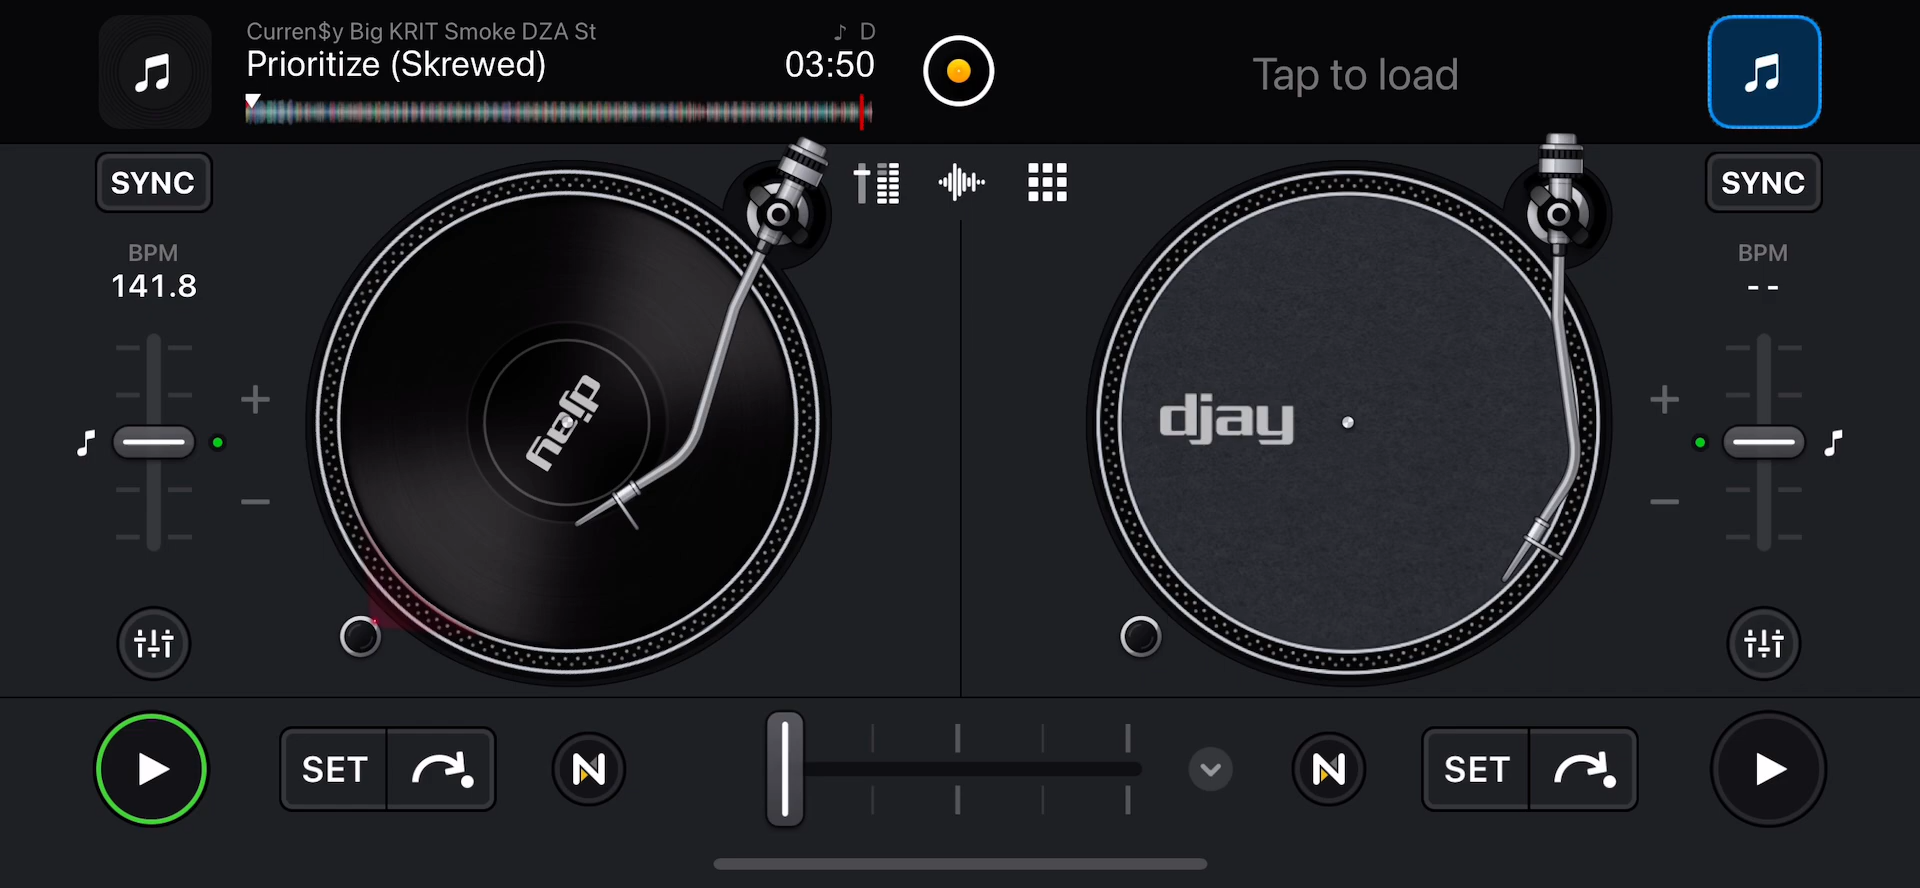 Curren$y Big KRIT Smoke DZA St
♪ D
Prioritize (Skrewed)
03:50
Tap to load
SYNC
SYNC
BPM
141.8
BPM
--
djay
djay
SET
N
N
SET